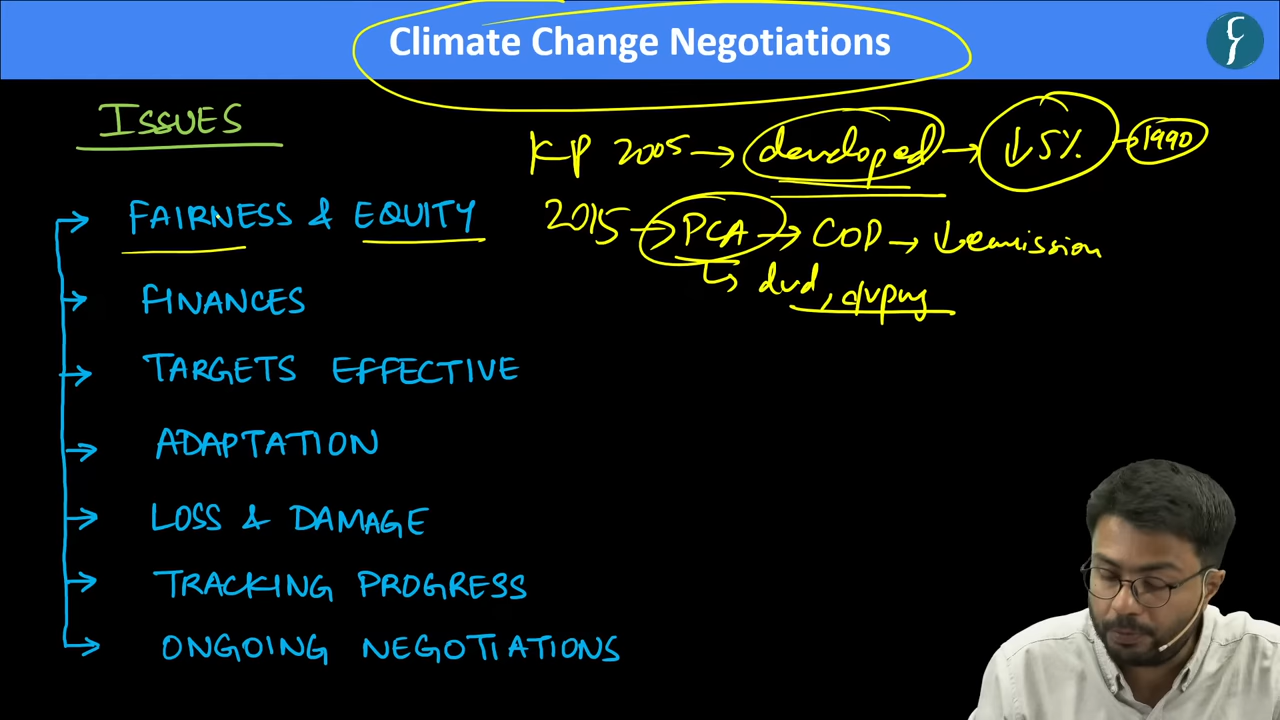 Climate Change Negotiations
ISSUES
KP 2005 → developed → ↓5% → 1990
FAIRNESS & EQUITY
2015 → PCA → COP → ↓emission
↳ dvd, dvpng
FINANCES
TARGETS EFFECTIVE
ADAPTATION
LOSS & DAMAGE
TRACKING PROGRESS
ONGOING NEGOTIATIONS